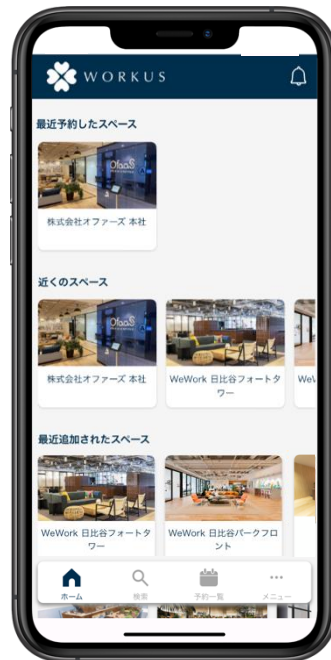 WORKUS
最近予約したスペース
OfaaS
株式会社オファーズ 本社
近くのスペース
OfaaS
株式会社オファーズ 本社
WeWork 日比谷フォートタ
ワー
WeW
最近追加されたスペース
WeWork 日比谷フォートタ
ワー
WeWork 日比谷パークフロ
ント
ホーム
検索
予約一覧
メニュー